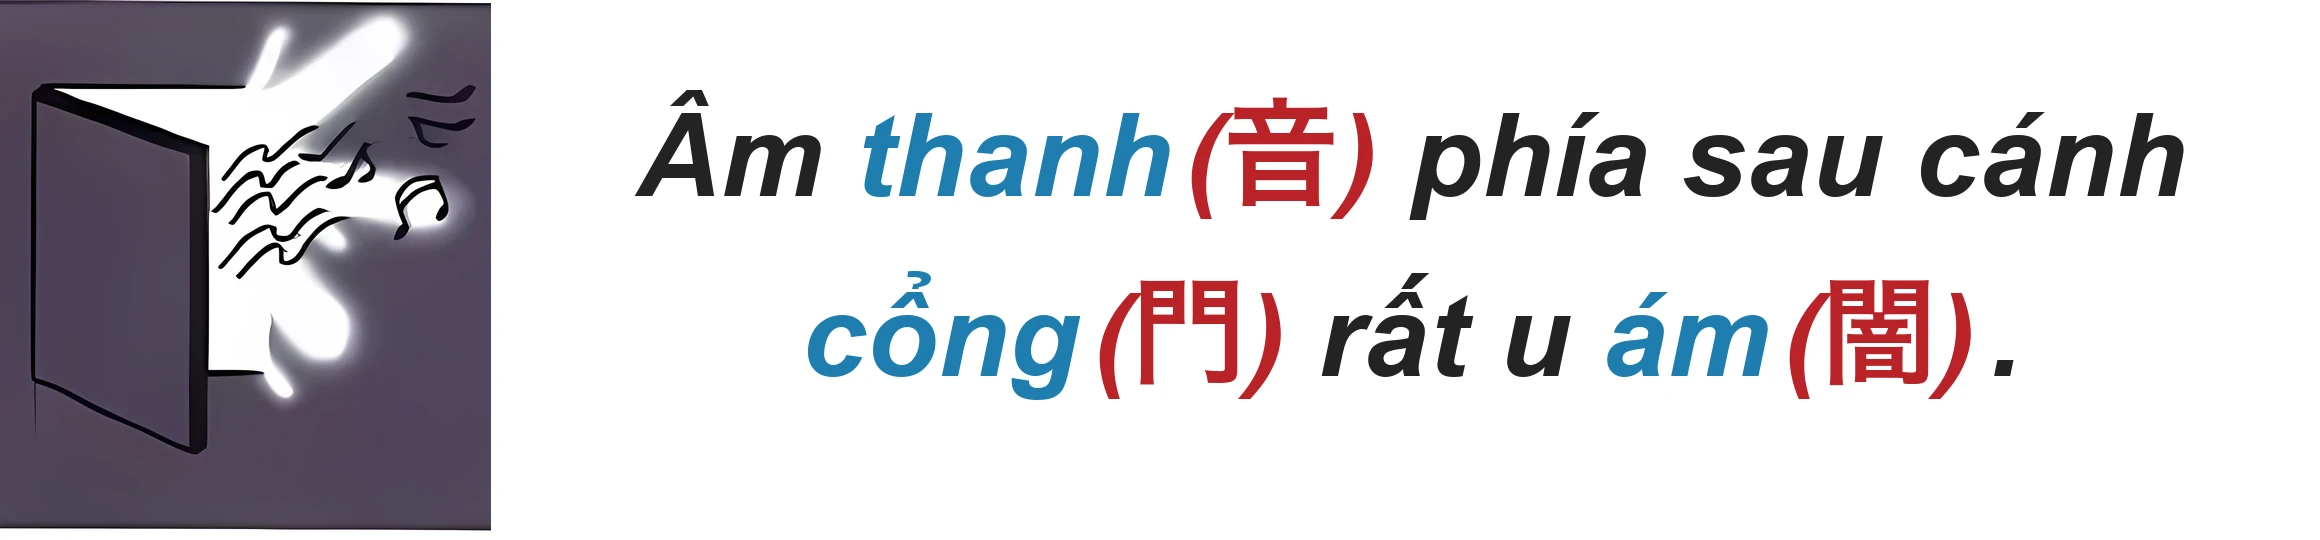 Âm thanh(音) phía sau cánh
cổng(門) rất u ám(闇).